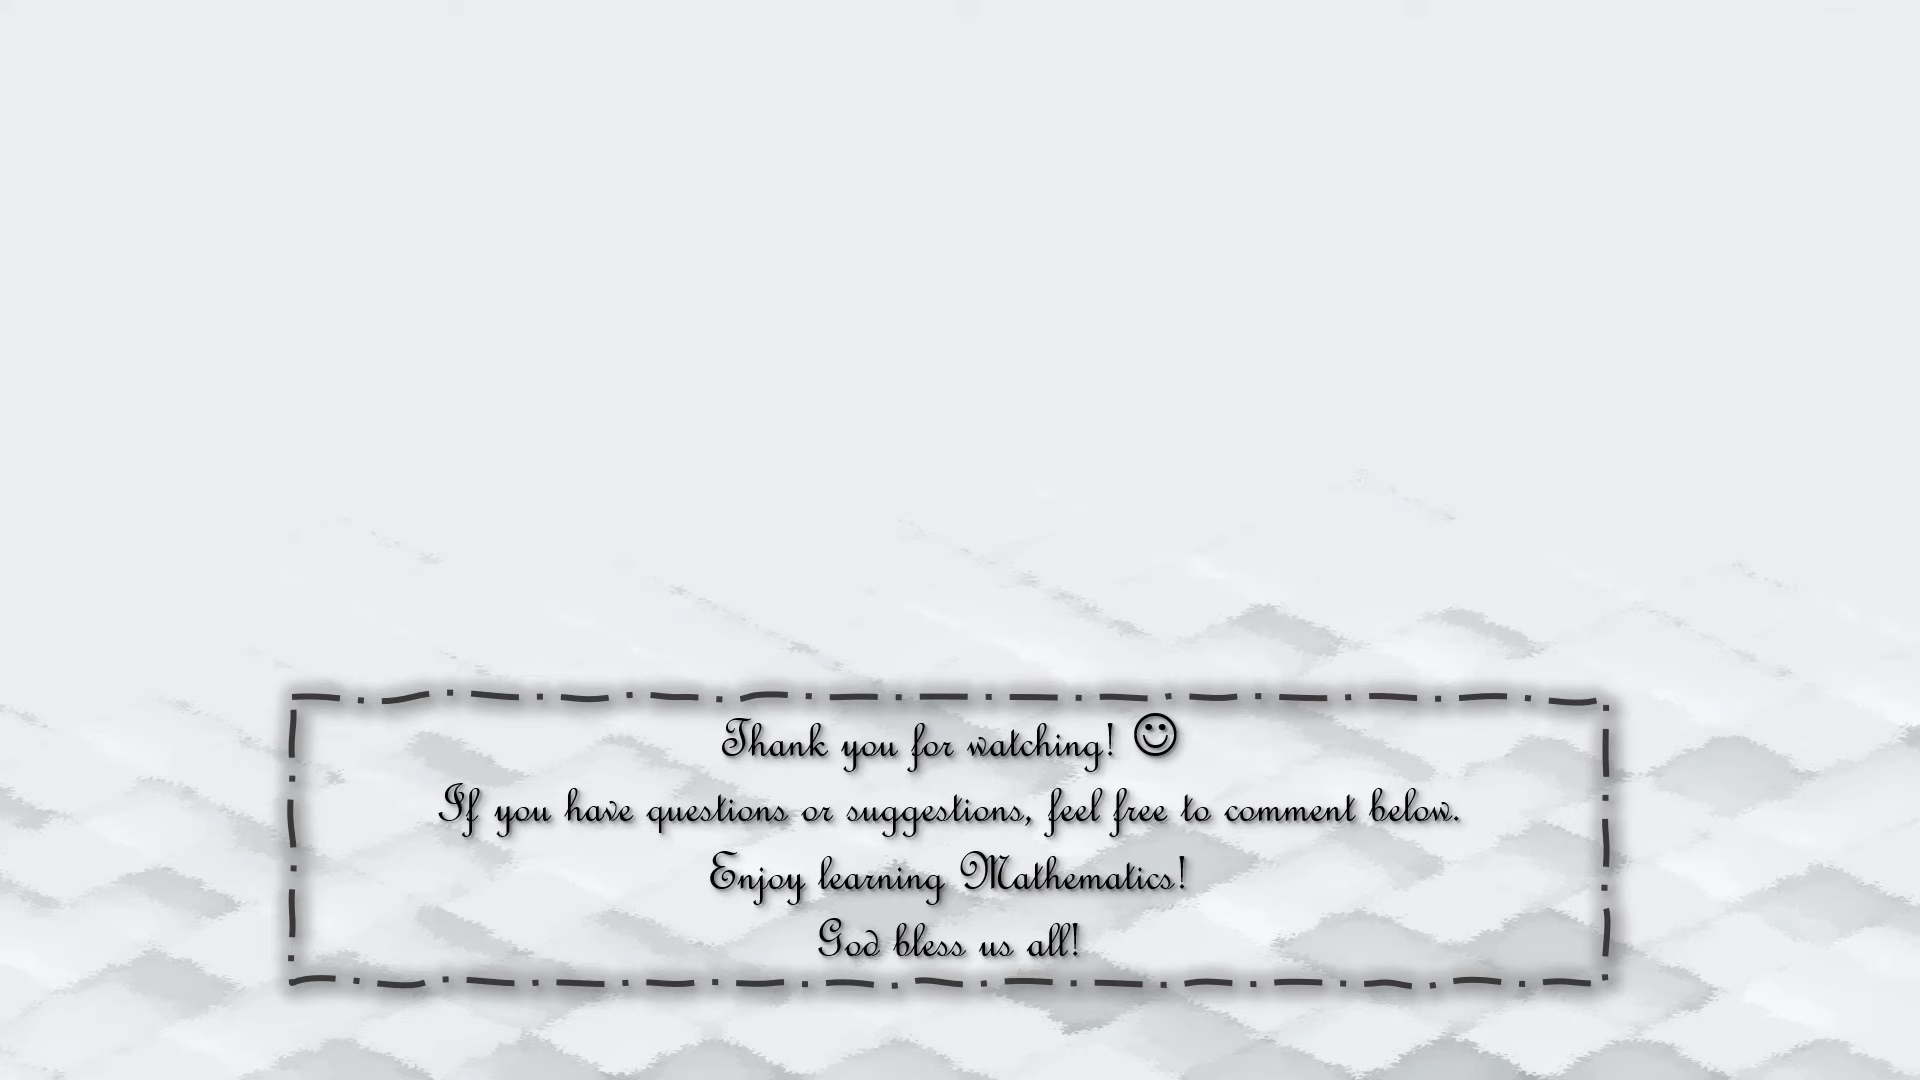 Thank you for watching! ☺
If you have questions or suggestions, feel free to comment below.
Enjoy learning Mathematics!
God bless us all!